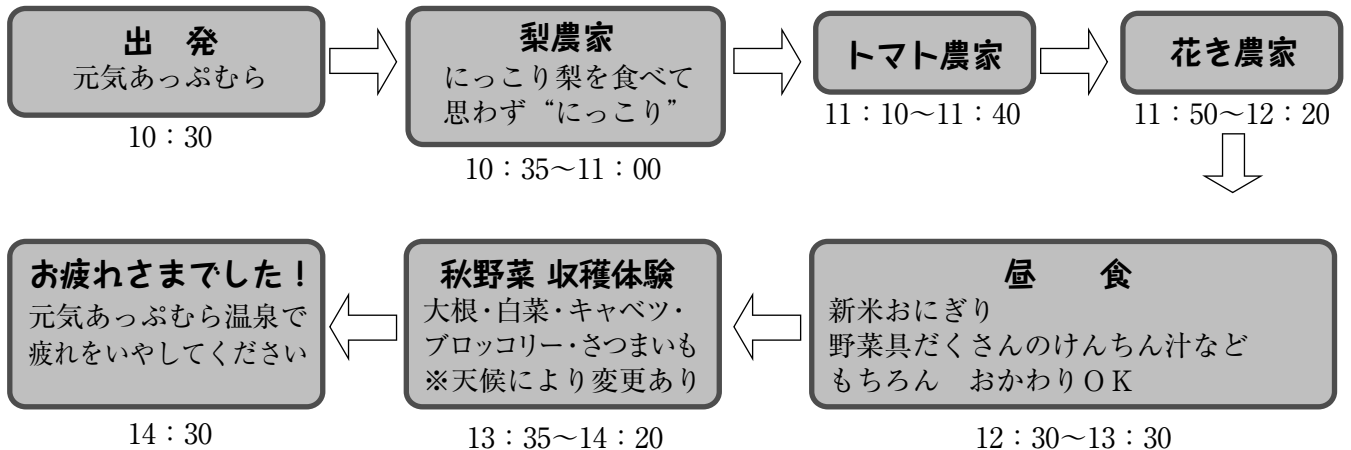 出　発
元気あっぷむら
10：30
梨農家
にっこり梨を食べて
思わず“にっこり”
10：35～11：00
トマト農家
11：10～11：40
花き農家
11：50～12：20
昼　食
新米おにぎり
野菜具だくさんのけんちん汁など
もちろん　おかわりＯＫ
12：30～13：30
秋野菜 収穫体験
大根・白菜・キャベツ・
ブロッコリー・さつまいも
※天候により変更あり
13：35～14：20
お疲れさまでした！
元気あっぷむら温泉で
疲れをいやしてください
14：30